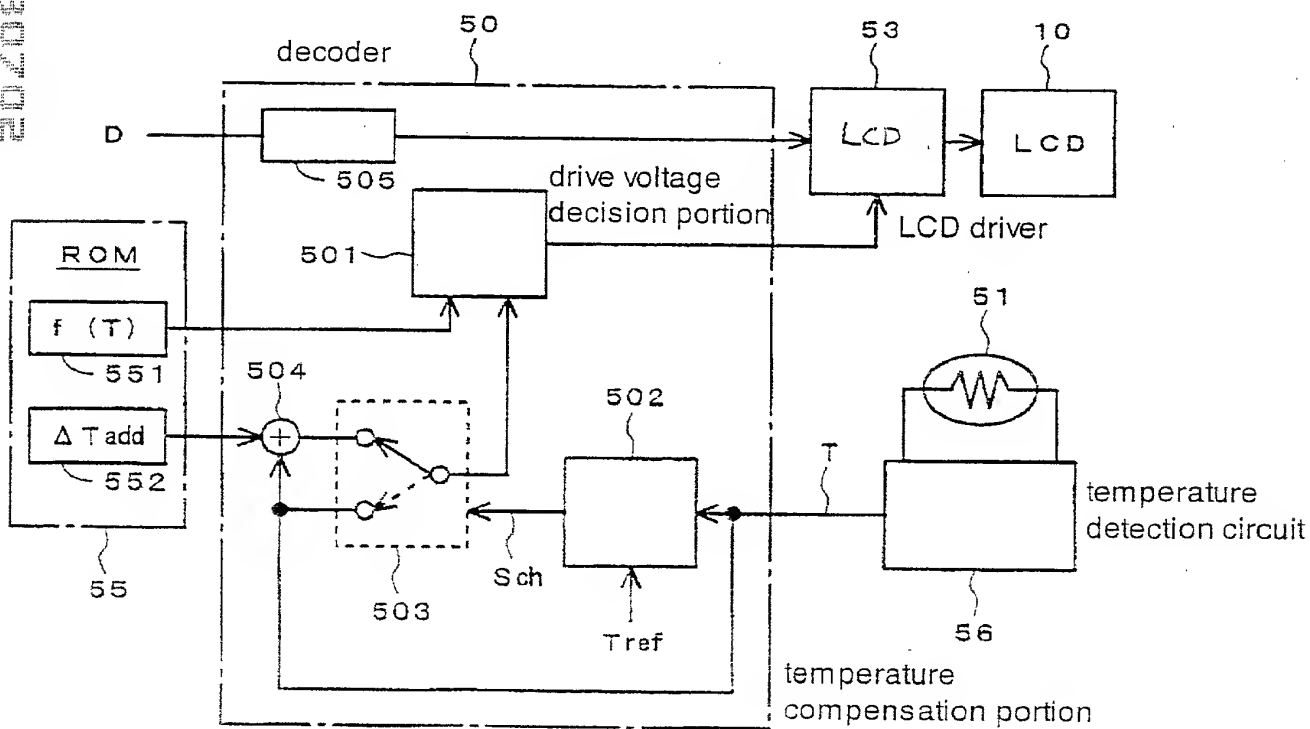 decoder
50
53
10
D
505
LCD
LCD
drive voltage
decision portion
501
LCD driver
ROM
f (T)
551
51
504
502
Δ Tadd
552
T
temperature
detection circuit
Sch
55
503
Tref
56
temperature
compensation portion